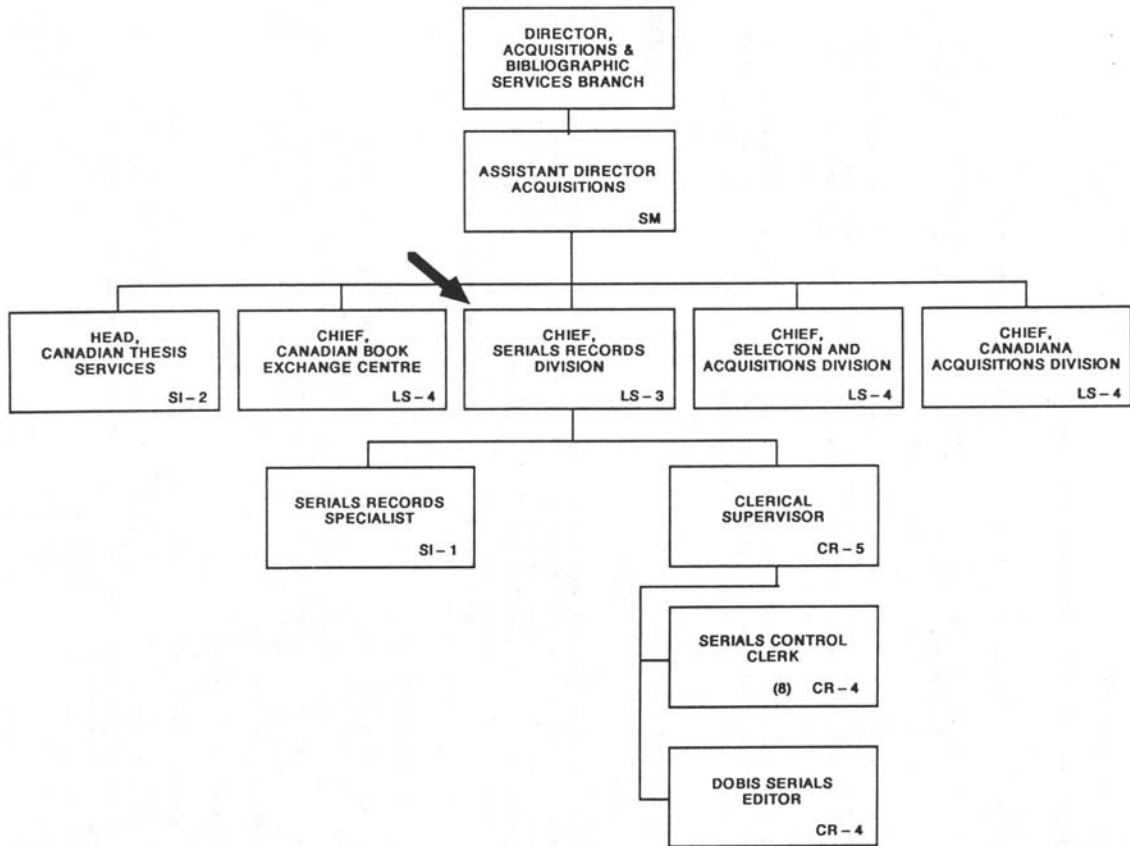 DIRECTOR,
ACQUISITIONS &
BIBLIOGRAPHIC
SERVICES BRANCH
ASSISTANT DIRECTOR
ACQUISITIONS
SM
HEAD,
CANADIAN THESIS
SERVICES
SI – 2
CHIEF,
CANADIAN BOOK
EXCHANGE CENTRE
LS – 4
CHIEF,
SERIALS RECORDS
DIVISION
LS – 3
CHIEF,
SELECTION AND
ACQUISITIONS DIVISION
LS – 4
CHIEF,
CANADIANA
ACQUISITIONS DIVISION
LS – 4
SERIALS RECORDS
SPECIALIST
SI – 1
CLERICAL
SUPERVISOR
CR – 5
SERIALS CONTROL
CLERK
(8) CR – 4
DOBIS SERIALS
EDITOR
CR – 4